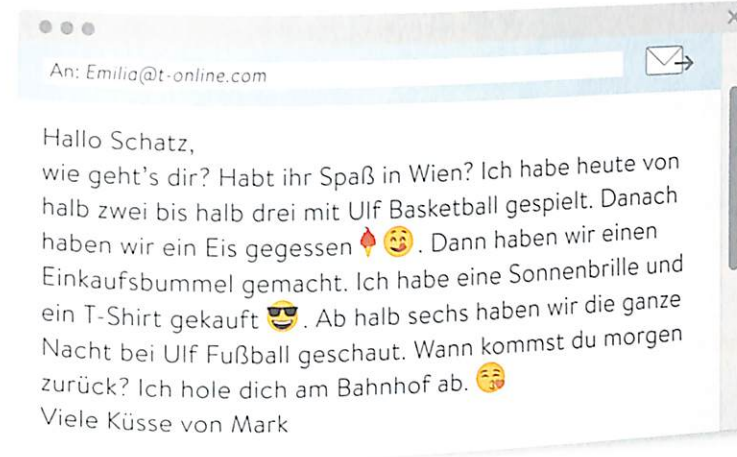 An: Emilia@t-online.com
Hallo Schatz,
wie geht's dir? Habt ihr Spaß in Wien? Ich habe heute von
halb zwei bis halb drei mit Ulf Basketball gespielt. Danach
haben wir ein Eis gegessen 🍦😋. Dann haben wir einen
Einkaufsbummel gemacht. Ich habe eine Sonnenbrille und
ein T-Shirt gekauft 😎. Ab halb sechs haben wir die ganze
Nacht bei Ulf Fußball geschaut. Wann kommst du morgen
zurück? Ich hole dich am Bahnhof ab. 😘
Viele Küsse von Mark